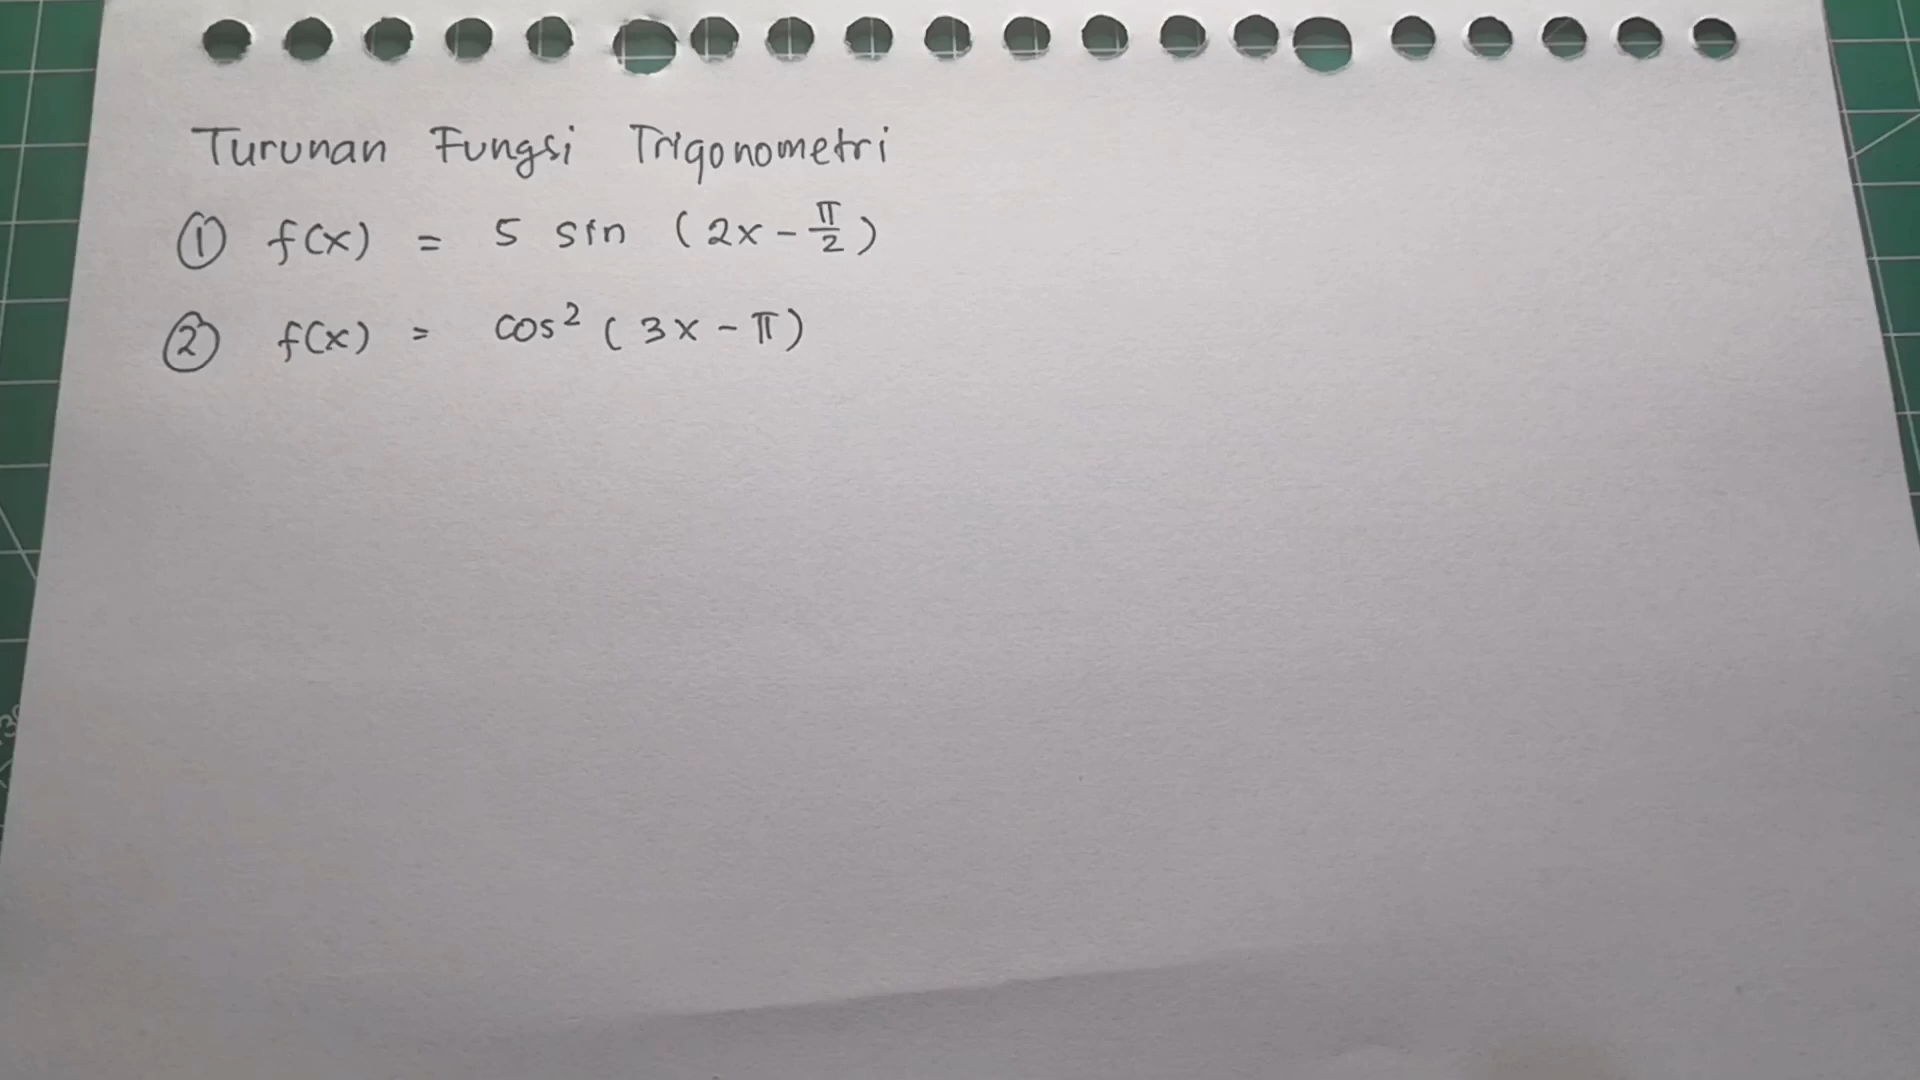 Turunan Fungsi Trigonometri
① f(x) = 5 sin (2x - π/2)
② f(x) = cos² (3x - π)